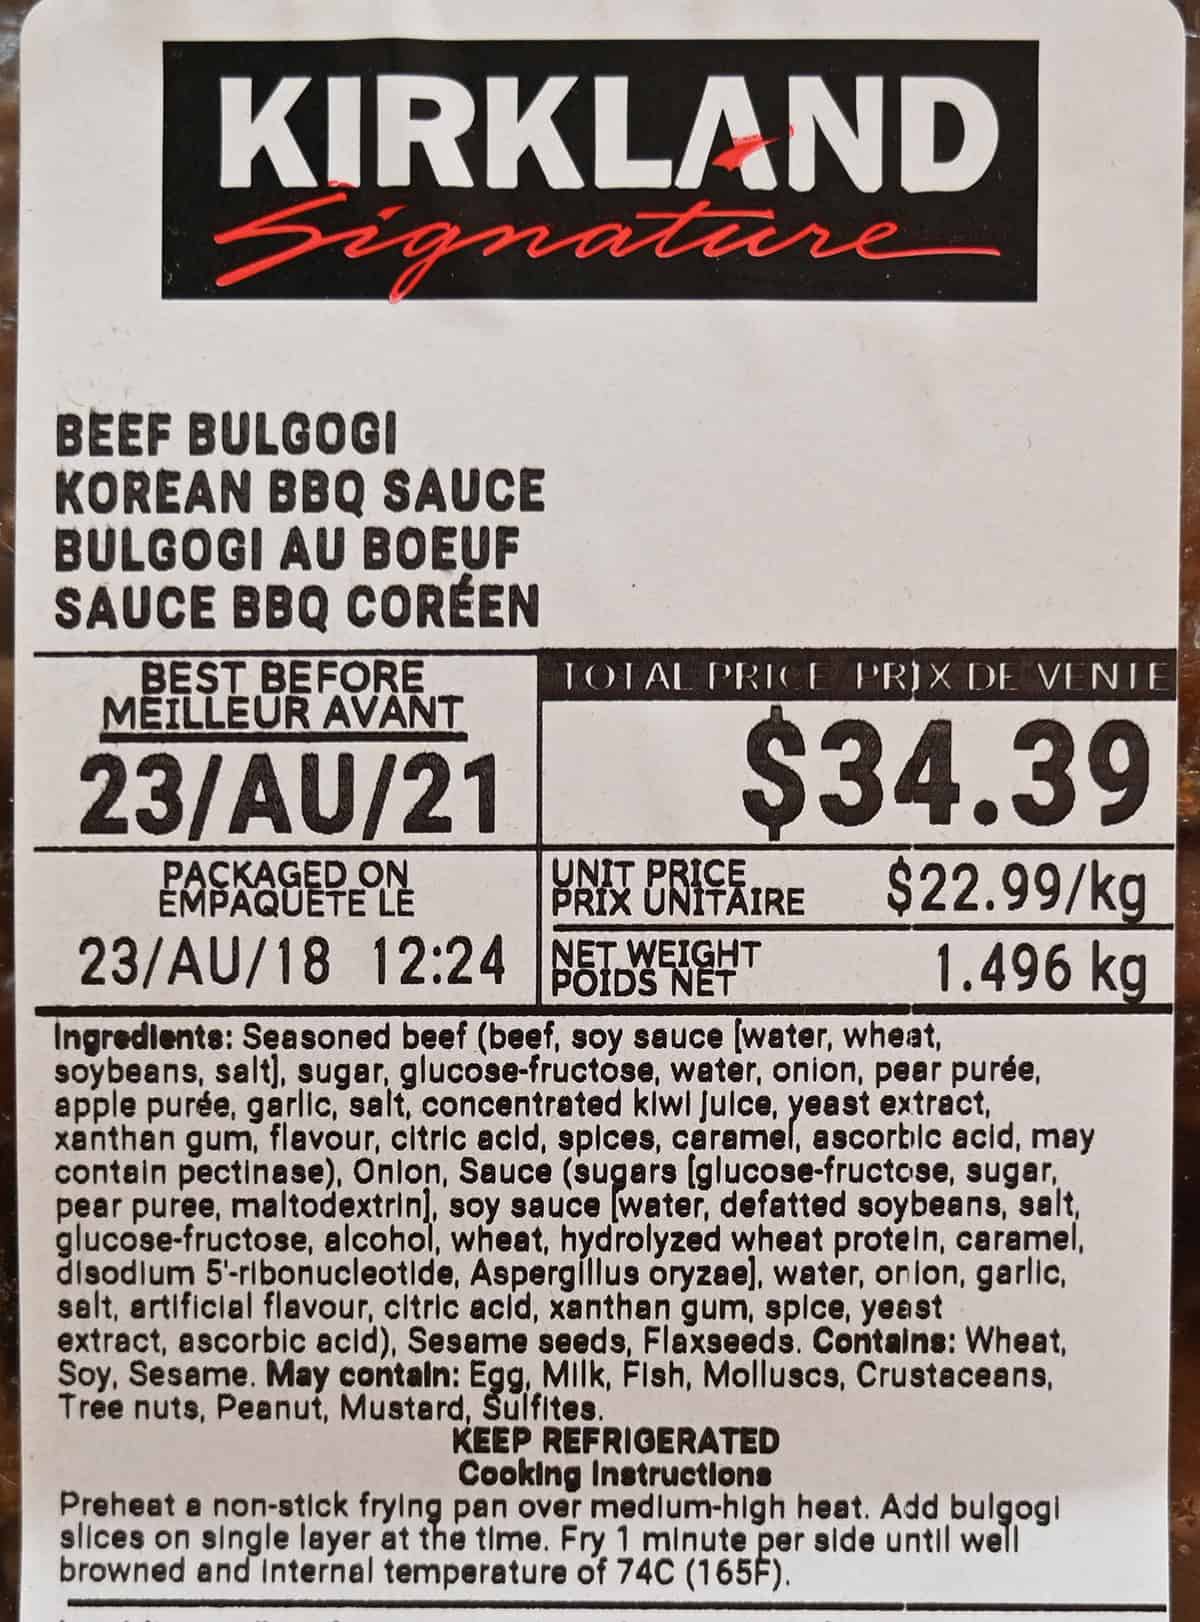 KIRKLAND
Signature
BEEF BULGOGI
KOREAN BBQ SAUCE
BULGOGI AU BOEUF
SAUCE BBQ CORÉEN
BEST BEFORE
MEILLEUR AVANT
23/AU/21
TOTAL PRICE PRIX DE VENTE
$34.39
PACKAGED ON
EMPAQUETÉ LE
23/AU/18 12:24
UNIT PRICE
PRIX UNITAIRE
$22.99/kg
NET WEIGHT
POIDS NET
1.496 kg
Ingredients: Seasoned beef (beef, soy sauce [water, wheat,
soybeans, salt], sugar, glucose-fructose, water, onion, pear purée,
apple purée, garlic, salt, concentrated kiwi juice, yeast extract,
xanthan gum, flavour, citric acid, spices, caramel, ascorbic acid, may
contain pectinase), Onion, Sauce (sugars [glucose-fructose, sugar,
pear puree, maltodextrin], soy sauce [water, defatted soybeans, salt,
glucose-fructose, alcohol, wheat, hydrolyzed wheat protein, caramel,
disodium 5'-ribonucleotide, Aspergillus oryzae], water, onion, garlic,
salt, artificial flavour, citric acid, xanthan gum, spice, yeast
extract, ascorbic acid), Sesame seeds, Flaxseeds. Contains: Wheat,
Soy, Sesame. May contain: Egg, Milk, Fish, Molluscs, Crustaceans,
Tree nuts, Peanut, Mustard, Sulfites.
KEEP REFRIGERATED
Cooking Instructions
Preheat a non-stick frying pan over medium-high heat. Add bulgogi
slices on single layer at the time. Fry 1 minute per side until well
browned and internal temperature of 74C (165F).